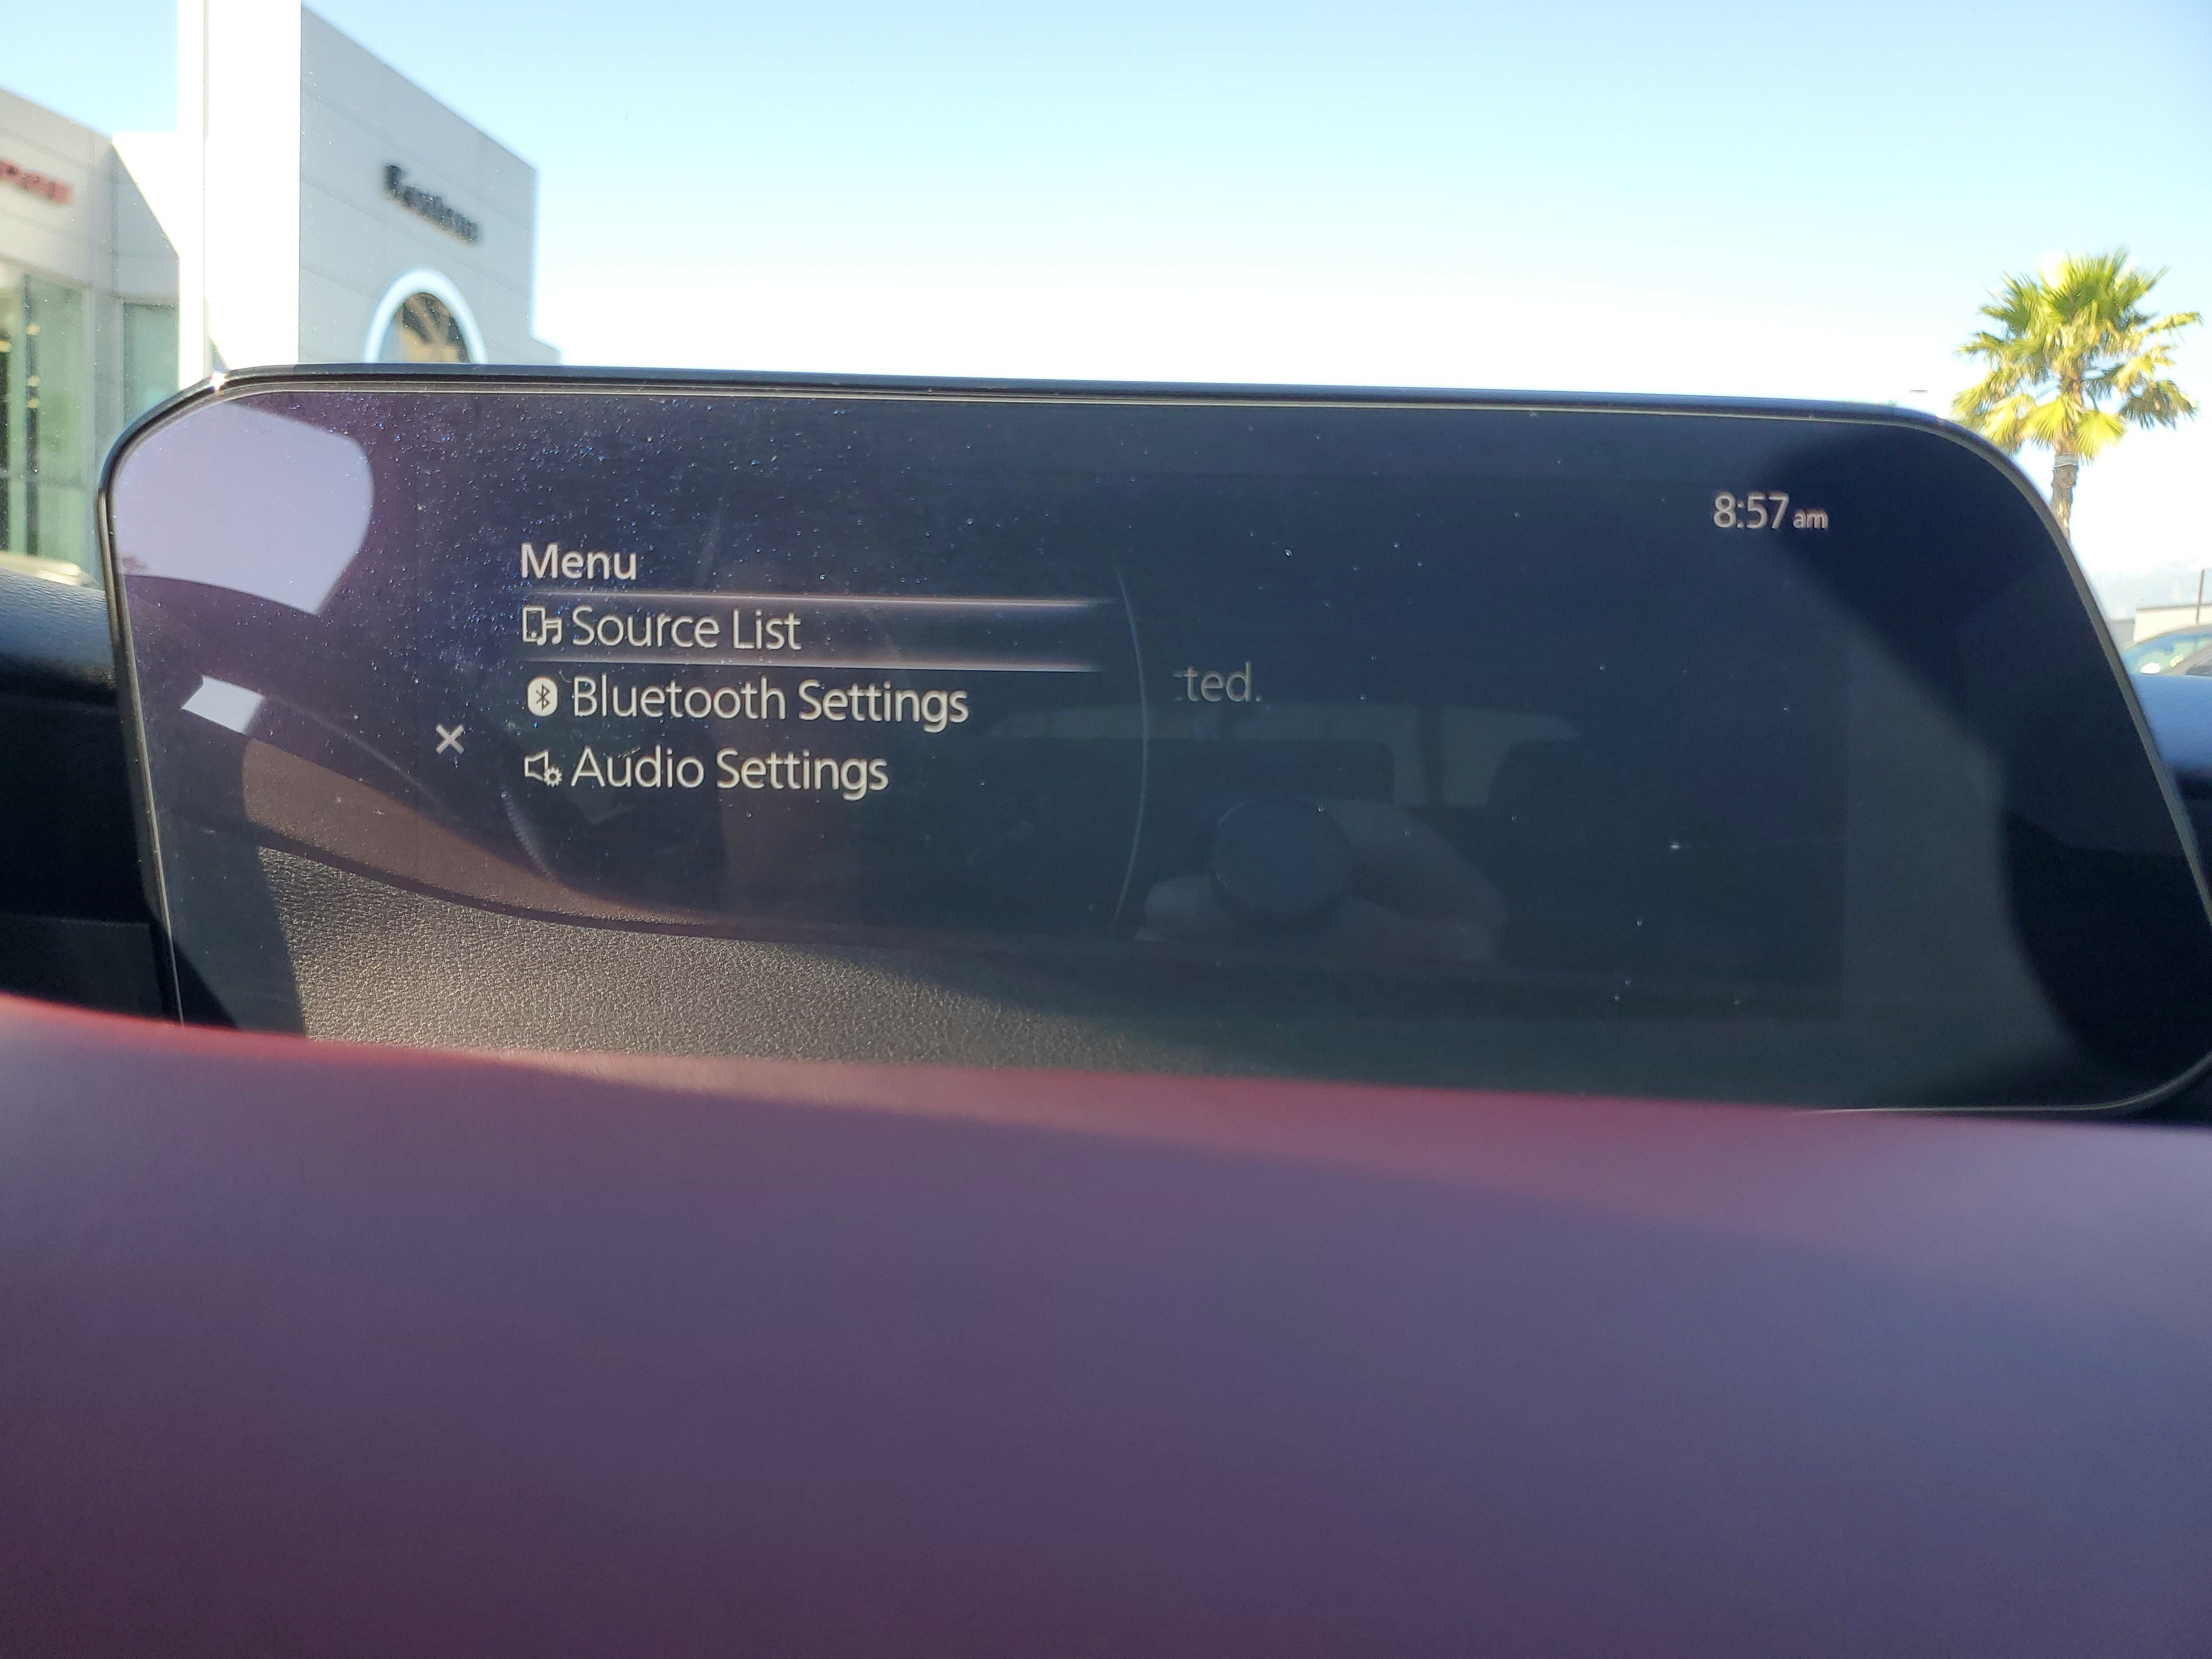 8:57 am
Menu
Source List
ted.
Bluetooth Settings
Audio Settings